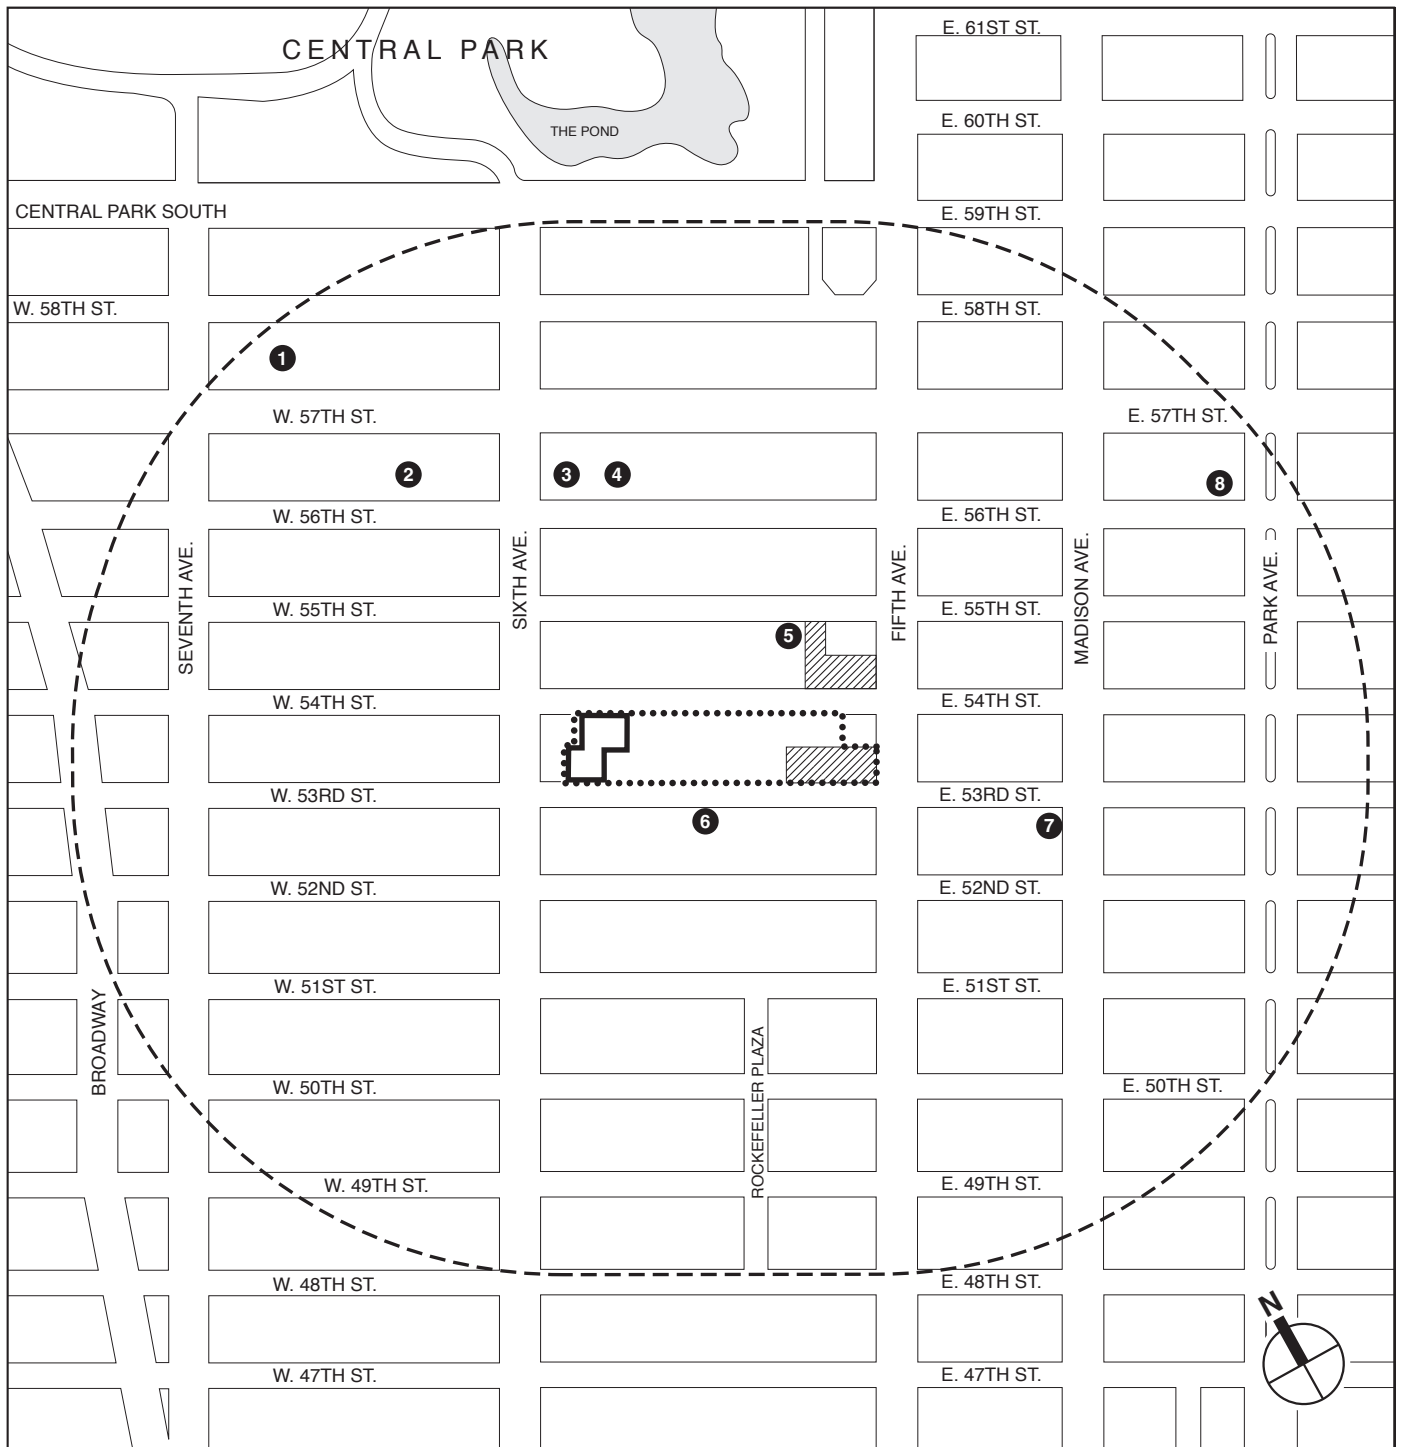 E. 61ST ST.
CENTRAL PARK
E. 60TH ST.
THE POND
CENTRAL PARK SOUTH
E. 59TH ST.
W. 58TH ST.
E. 58TH ST.
1
W. 57TH ST.
E. 57TH ST.
2
3
4
8
W. 56TH ST.
E. 56TH ST.
SEVENTH AVE.
SIXTH AVE.
FIFTH AVE.
MADISON AVE.
PARK AVE.
W. 55TH ST.
E. 55TH ST.
5
W. 54TH ST.
E. 54TH ST.
W. 53RD ST.
E. 53RD ST.
6
7
W. 52ND ST.
E. 52ND ST.
W. 51ST ST.
E. 51ST ST.
BROADWAY
ROCKEFELLER PLAZA
W. 50TH ST.
E. 50TH ST.
W. 49TH ST.
E. 49TH ST.
W. 48TH ST.
E. 48TH ST.
N
W. 47TH ST.
E. 47TH ST.